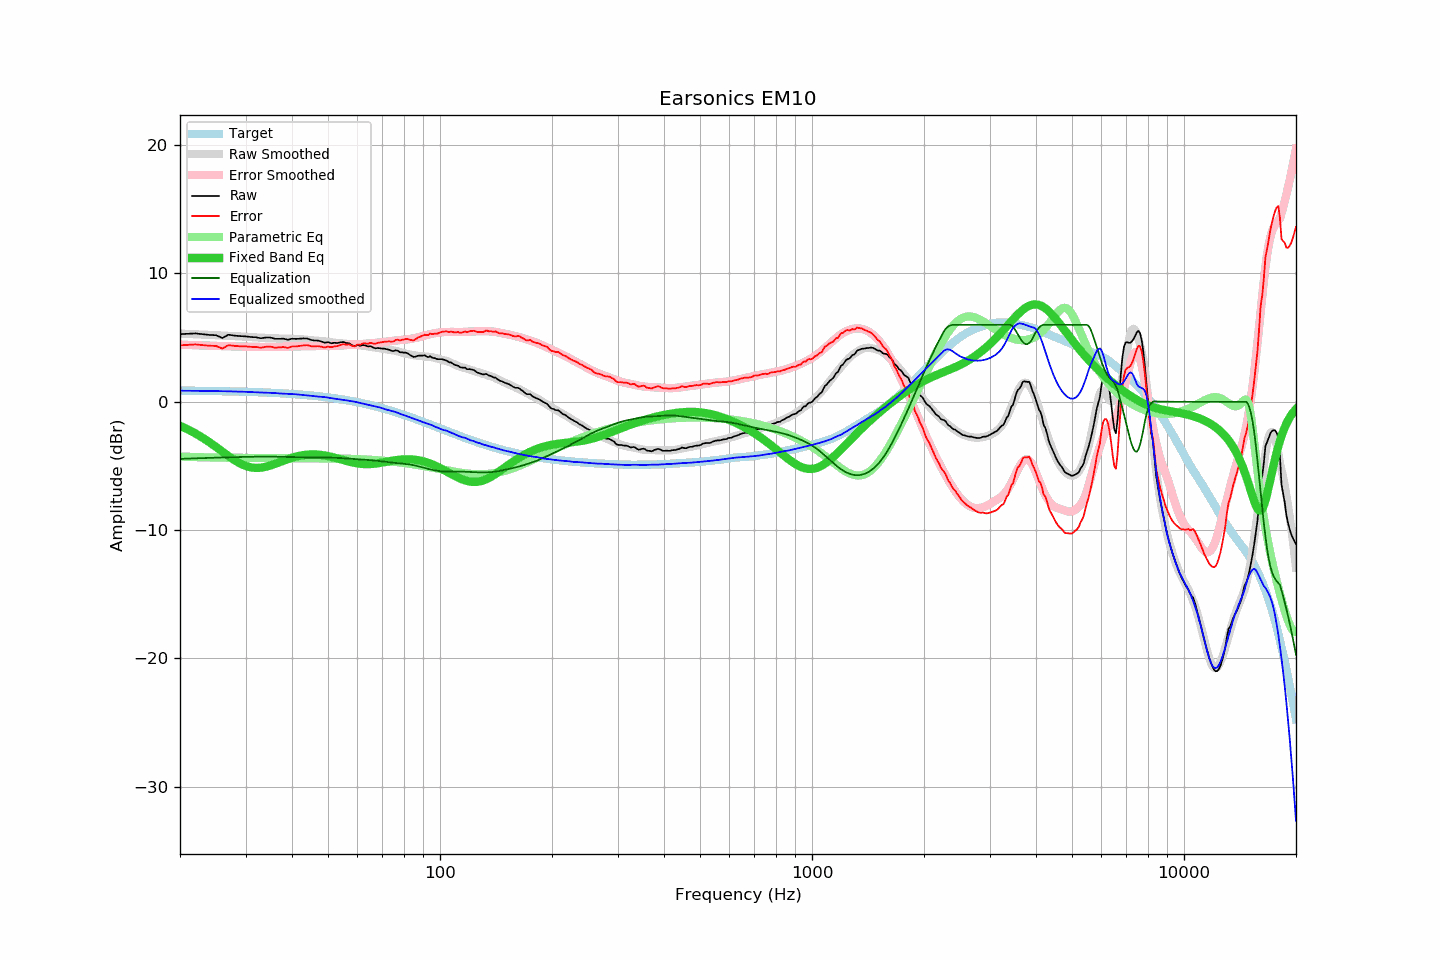 Earsonics EM10
Target
Raw Smoothed
Error Smoothed
Raw
Error
Parametric Eq
Fixed Band Eq
Equalization
Equalized smoothed
20
10
0
−10
−20
−30
Amplitude (dBr)
100
1000
10000
Frequency (Hz)